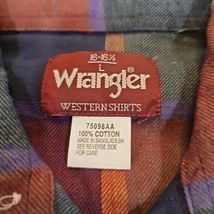 16-16½
L
Wrangler
WESTERN SHIRTS
75098AA
100% COTTON
MADE IN BANGLADESH
SEE REVERSE SIDE
FOR CARE